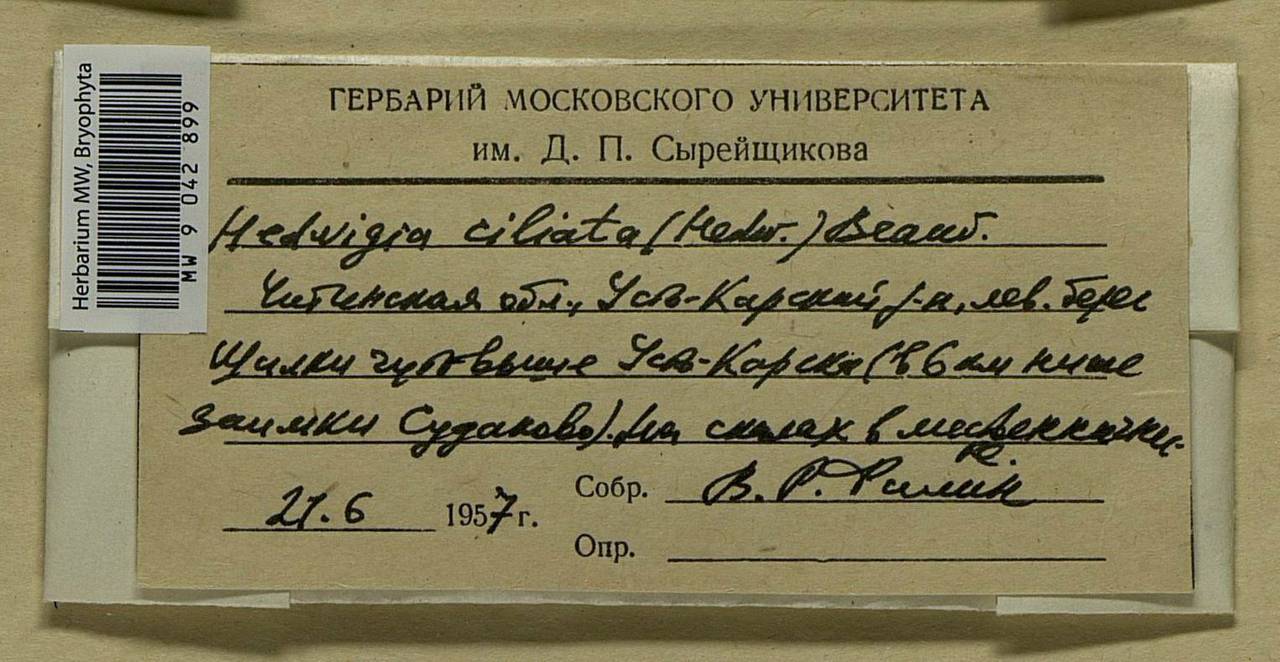 Herbarium MW, Bryophyta
MW 9 042 899
ГЕРБАРИЙ МОСКОВСКОГО УНИВЕРСИТЕТА
им. Д. П. Сырейщикова
Hedwigia ciliata (Hedw.) Beauv.
Читинская обл., Усть-Карский р-н, лев. берег
Шилки чуть выше Усть-Карска (в 6 км ниже
заимки Судаково). На скалах в
21.6 1957 г.
Собр. В. Р. Филин
Опр.